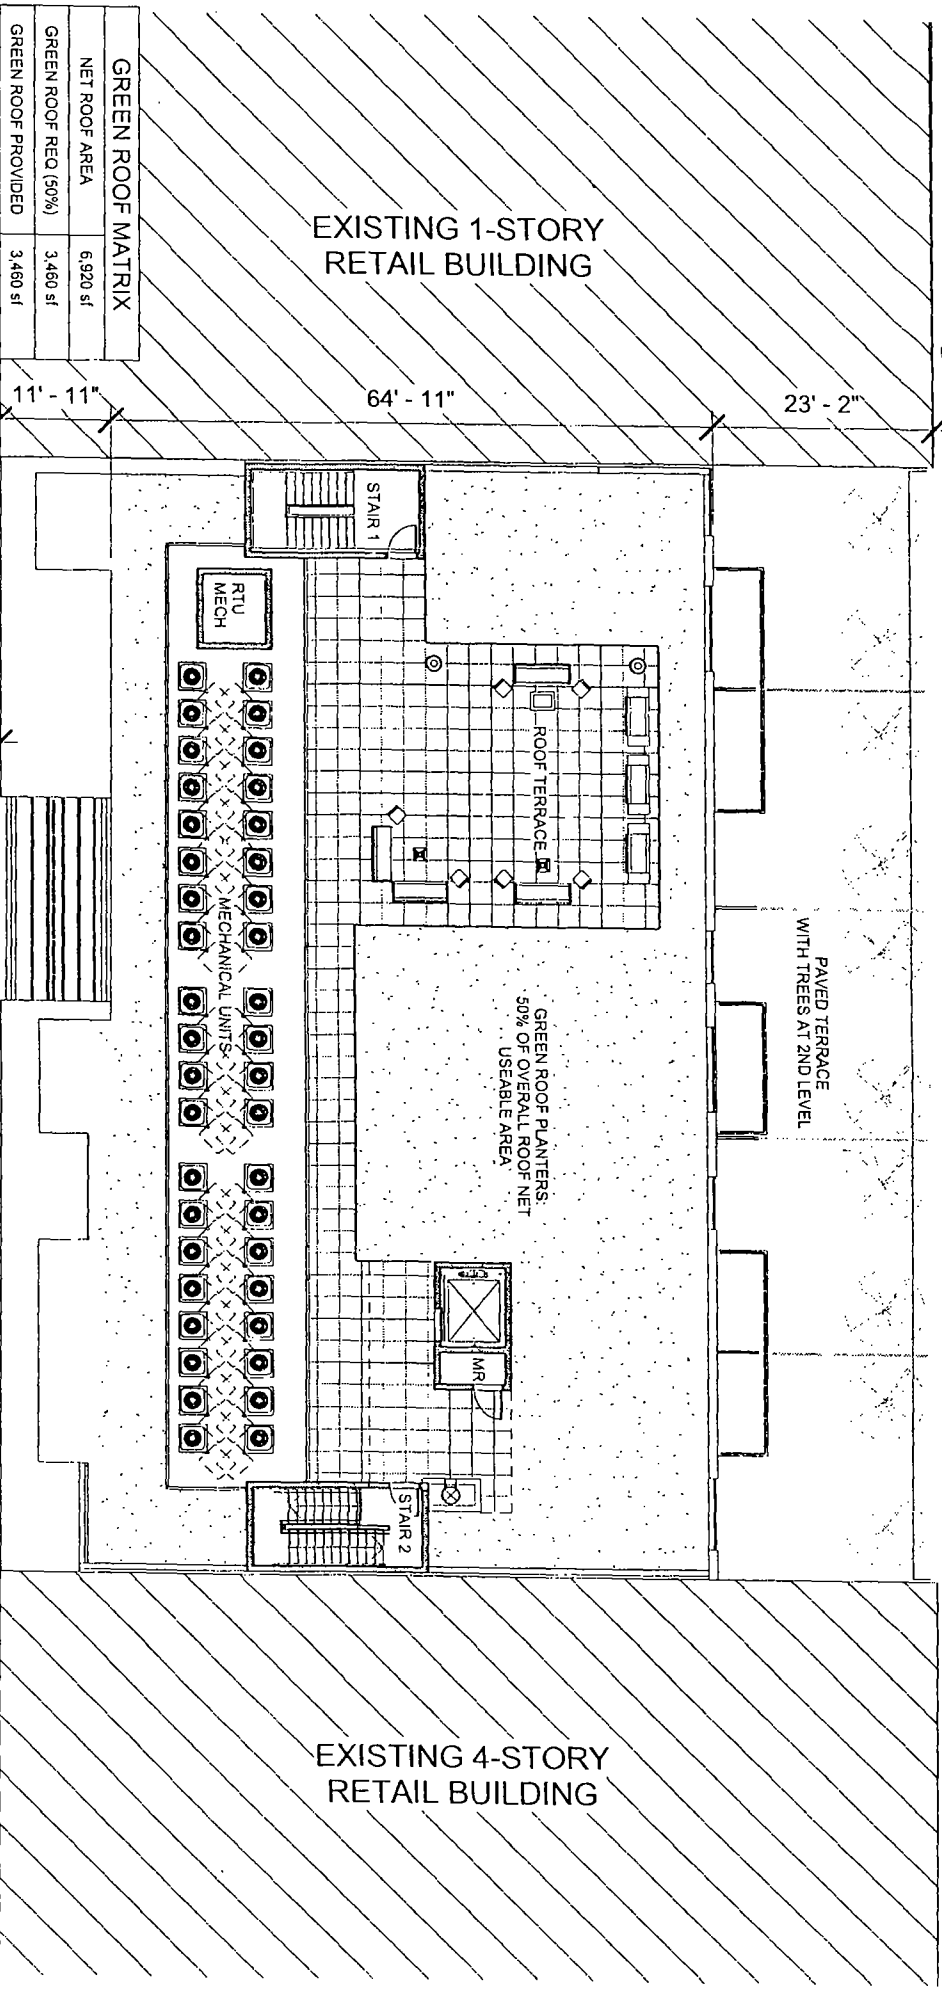 EXISTING 1-STORY
RETAIL BUILDING
GREEN ROOF MATRIX
NET ROOF AREA 6,920 sf
GREEN ROOF REQ (50%) 3,460 sf
GREEN ROOF PROVIDED 3,460 sf
11' - 11"
64' - 11"
23' - 2"
STAIR 1
RTU
MECH
ROOF TERRACE
MECHANICAL UNITS
PAVED TERRACE
WITH TREES AT 2ND LEVEL
GREEN ROOF PLANTERS:
50% OF OVERALL ROOF NET
USEABLE AREA
MR
STAIR 2
EXISTING 4-STORY
RETAIL BUILDING